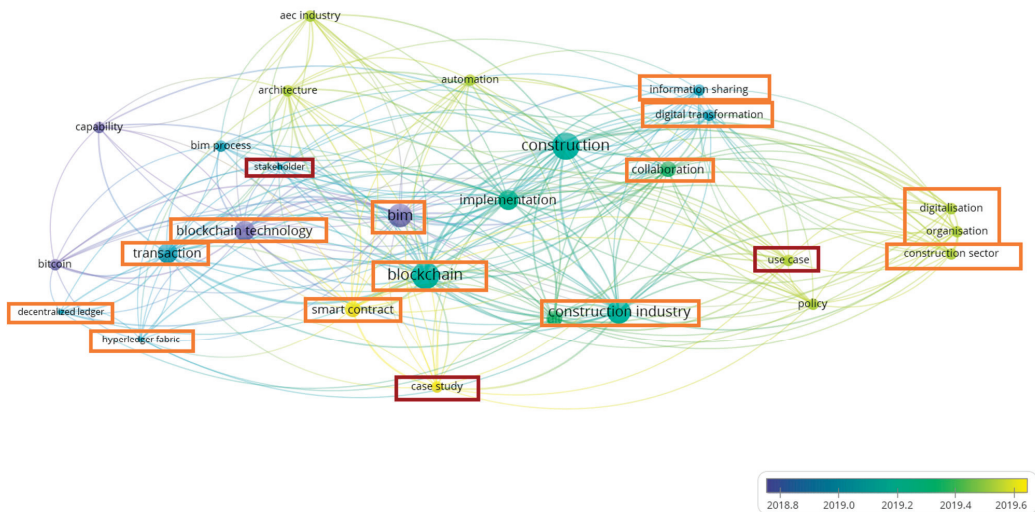 aec industry
automation
architecture
information sharing
digital transformation
capability
bim process
construction
stakeholder
collaboration
implementation
digitalisation
bim
blockchain technology
organisation
transaction
construction sector
use case
bitcoin
blockchain
policy
decentralized ledger
smart contract
construction industry
hyperledger fabric
case study
2018.8 2019.0 2019.2 2019.4 2019.6